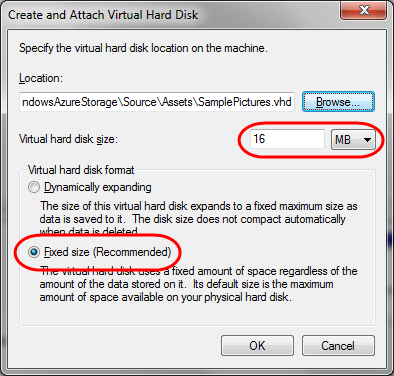 Create and Attach Virtual Hard Disk
Specify the virtual hard disk location on the machine.
Location:
ndowsAzureStorage\Source\Assets\SamplePictures.vhd
Browse...
Virtual hard disk size:
16
MB
Virtual hard disk format
Dynamically expanding
The size of this virtual hard disk expands to a fixed maximum size as
data is saved to it.  The disk size does not compact automatically
when data is deleted.
Fixed size (Recommended)
The virtual hard disk uses a fixed amount of space regardless of the
amount of the data stored on it.  Its default size is the maximum
amount of space available on your physical hard disk.
OK
Cancel